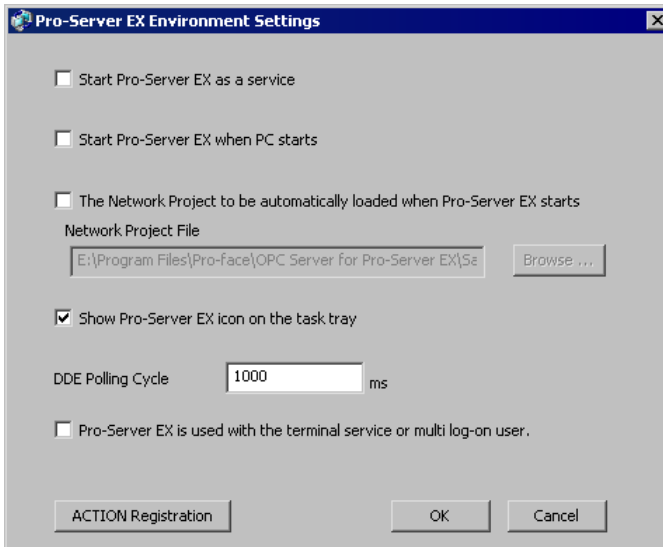 Pro-Server EX Environment Settings
Start Pro-Server EX as a service
Start Pro-Server EX when PC starts
The Network Project to be automatically loaded when Pro-Server EX starts
Network Project File
E:\Program Files\Pro-face\OPC Server for Pro-Server EX\Sa
Browse ...
Show Pro-Server EX icon on the task tray
DDE Polling Cycle 1000 ms
Pro-Server EX is used with the terminal service or multi log-on user.
ACTION Registration OK Cancel